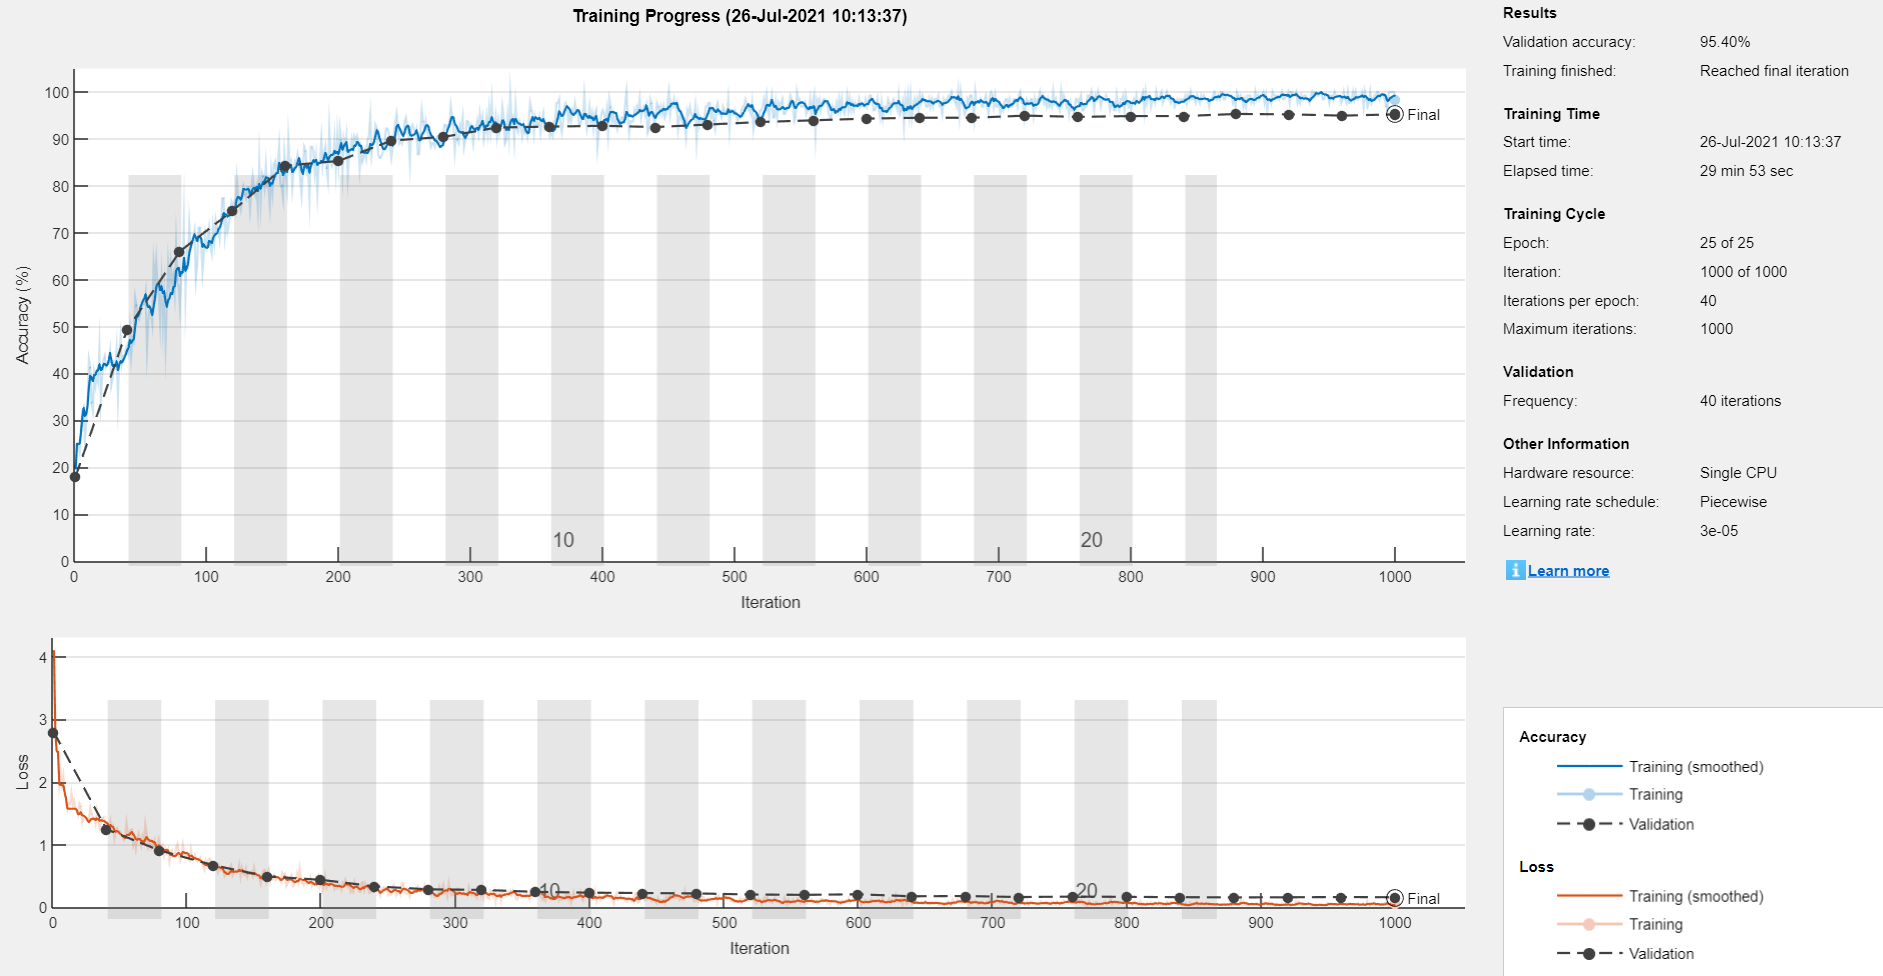 Training Progress (26-Jul-2021 10:13:37)
Accuracy (%)
100
90
80
70
60
50
40
30
20
10
0
10
20
Final
0 100 200 300 400 500 600 700 800 900 1000
Iteration
Loss
4
3
2
1
0
10
20
Final
0 100 200 300 400 500 600 700 800 900 1000
Iteration
Results
Validation accuracy: 95.40%
Training finished: Reached final iteration
Training Time
Start time: 26-Jul-2021 10:13:37
Elapsed time: 29 min 53 sec
Training Cycle
Epoch: 25 of 25
Iteration: 1000 of 1000
Iterations per epoch: 40
Maximum iterations: 1000
Validation
Frequency: 40 iterations
Other Information
Hardware resource: Single CPU
Learning rate schedule: Piecewise
Learning rate: 3e-05
i Learn more
Accuracy
Training (smoothed)
Training
Validation
Loss
Training (smoothed)
Training
Validation